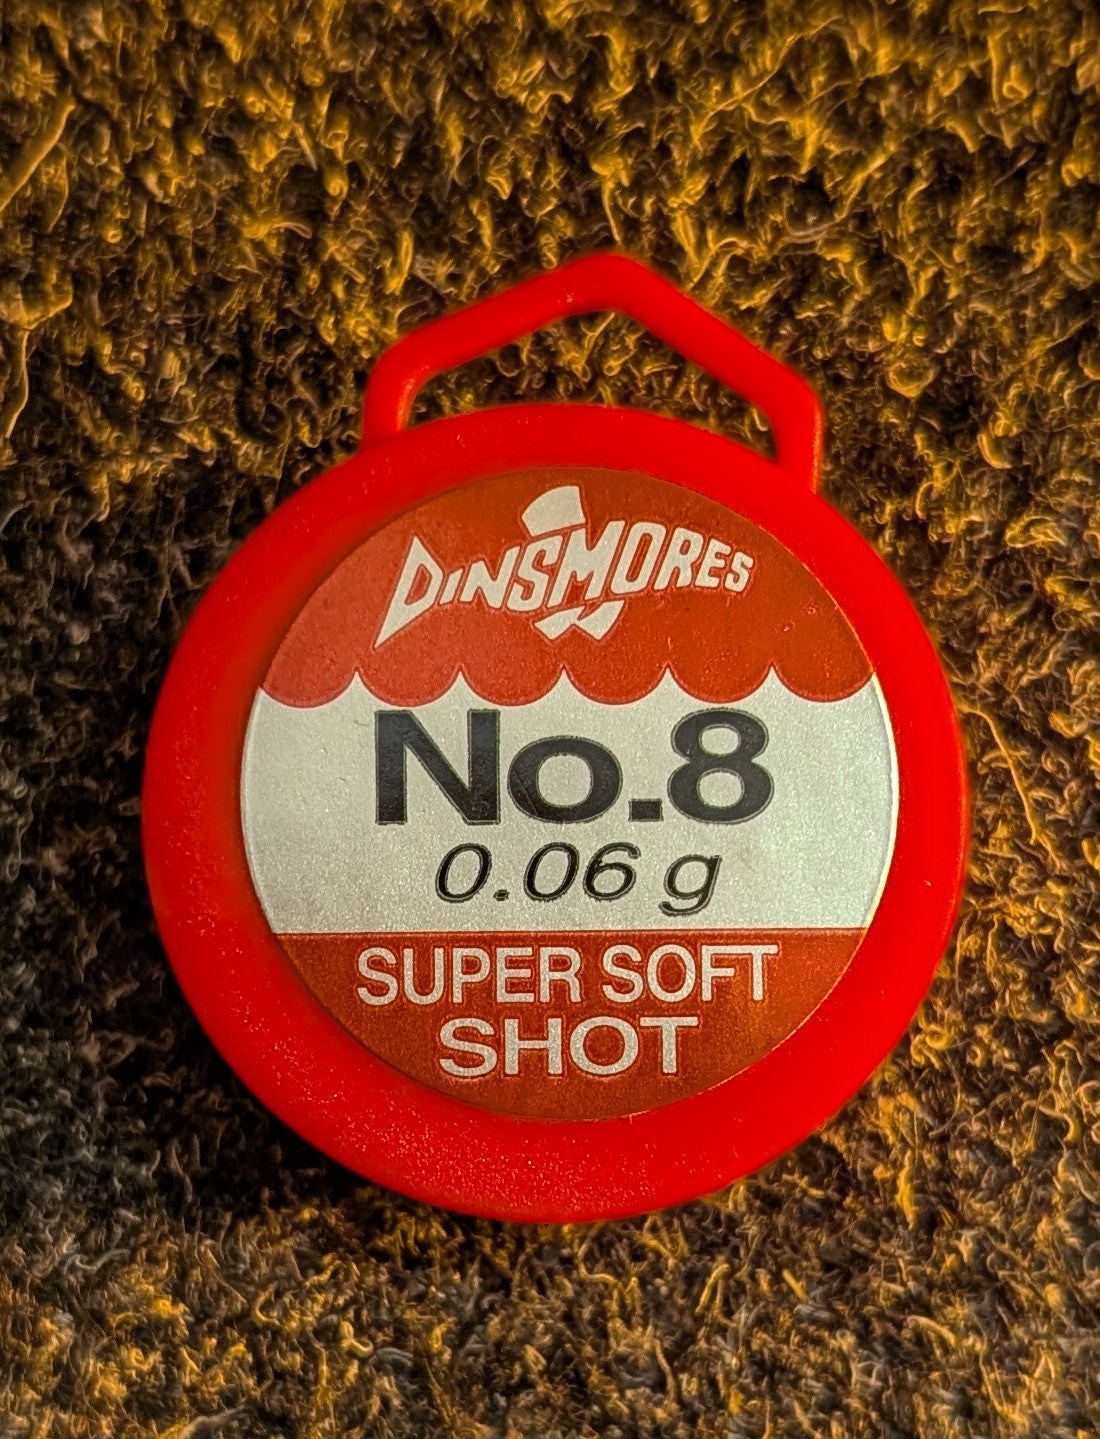 DINSMORES
No.8
0.06 g
SUPER SOFT
SHOT